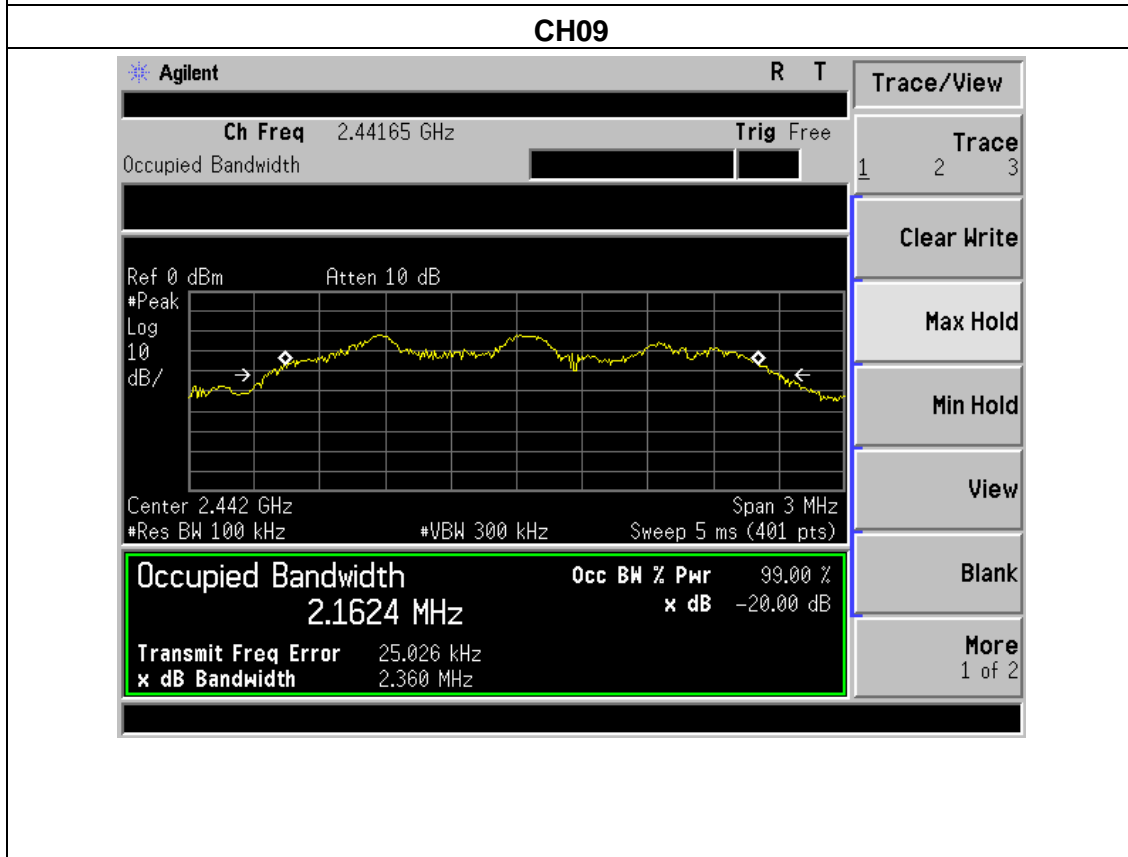 CH09
Agilent R T
Trace/View
Ch Freq 2.44165 GHz Trig Free
Occupied Bandwidth
Trace
1 2 3
Clear Write
Max Hold
Min Hold
View
Blank
More
1 of 2
Ref 0 dBm Atten 10 dB
#Peak
Log
10
dB/
Center 2.442 GHz Span 3 MHz
#Res BW 100 kHz #VBW 300 kHz Sweep 5 ms (401 pts)
Occupied Bandwidth Occ BW % Pwr 99.00 %
2.1624 MHz x dB -20.00 dB
Transmit Freq Error 25.026 kHz
x dB Bandwidth 2.360 MHz